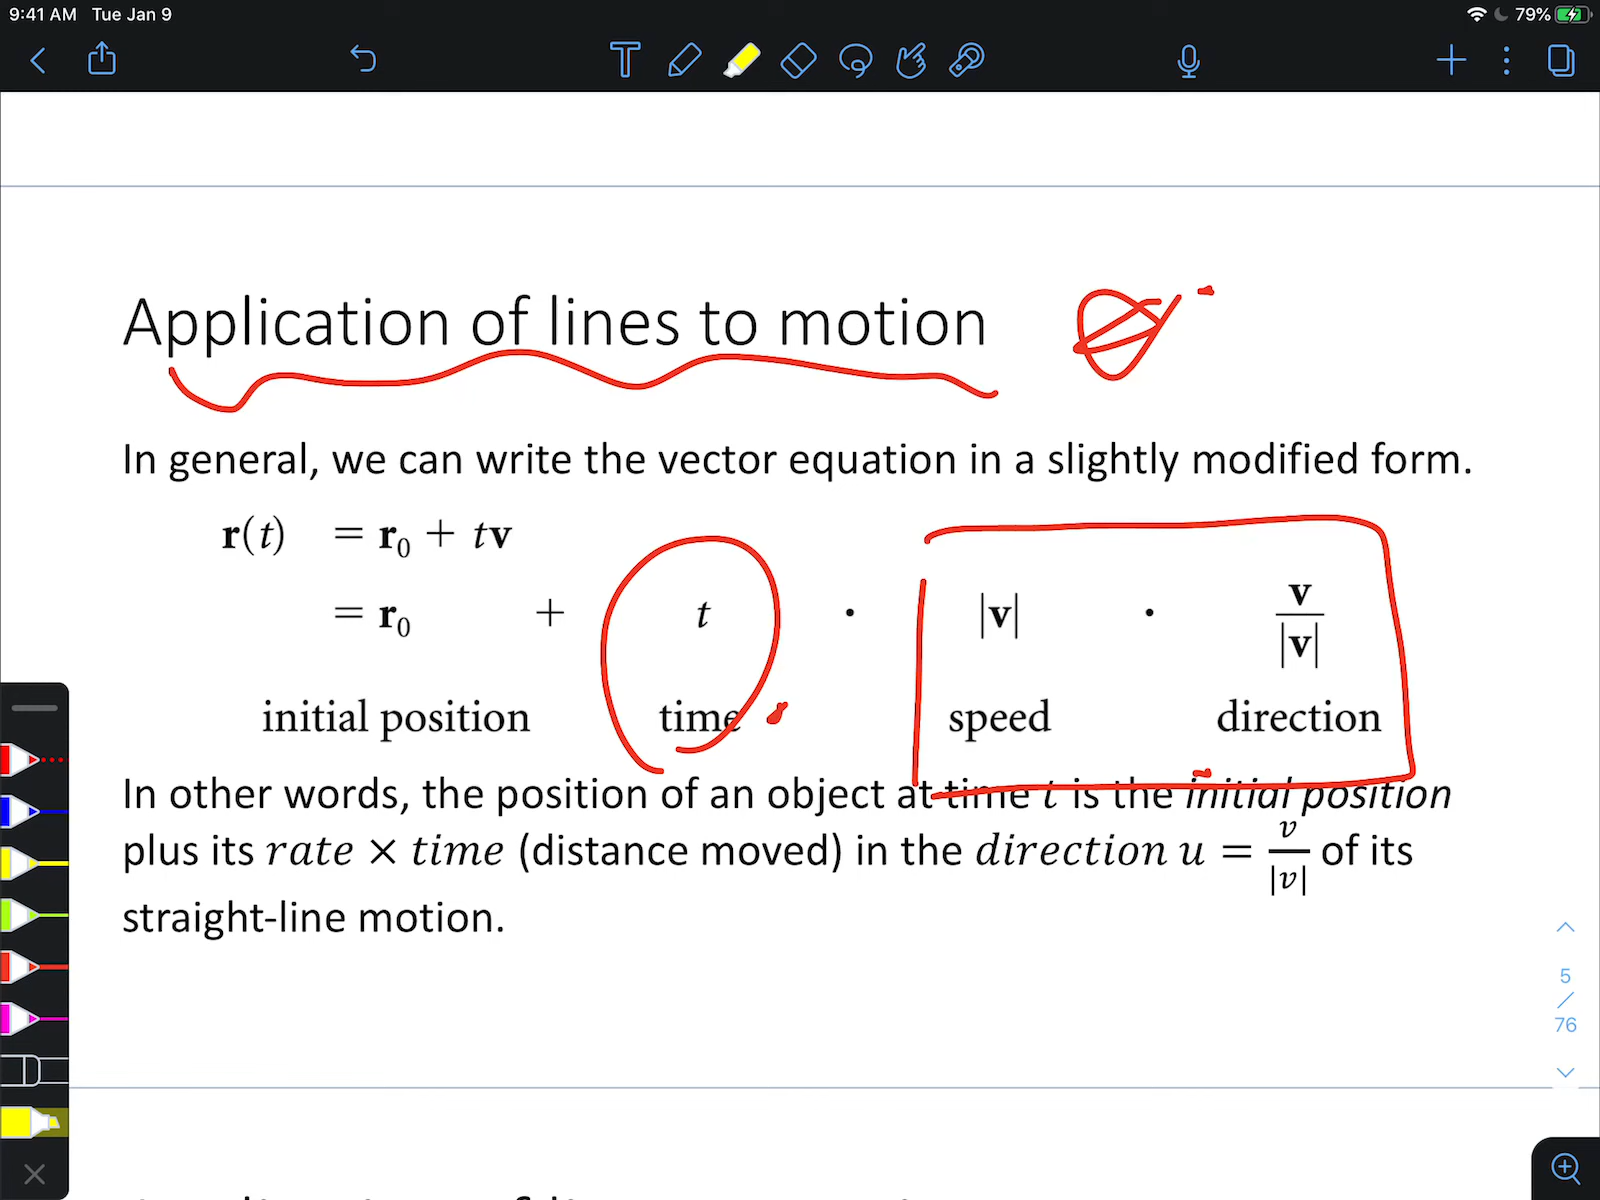 9:41 AM Tue Jan 9 79%
Application of lines to motion
In general, we can write the vector equation in a slightly modified form.
r(t) = r₀ + tv
= r₀ + t · |v| · v/|v|
initial position time speed direction
In other words, the position of an object at time t is the initial position
plus its rate × time (distance moved) in the direction u = v/|v| of its
straight-line motion.
5
/
76